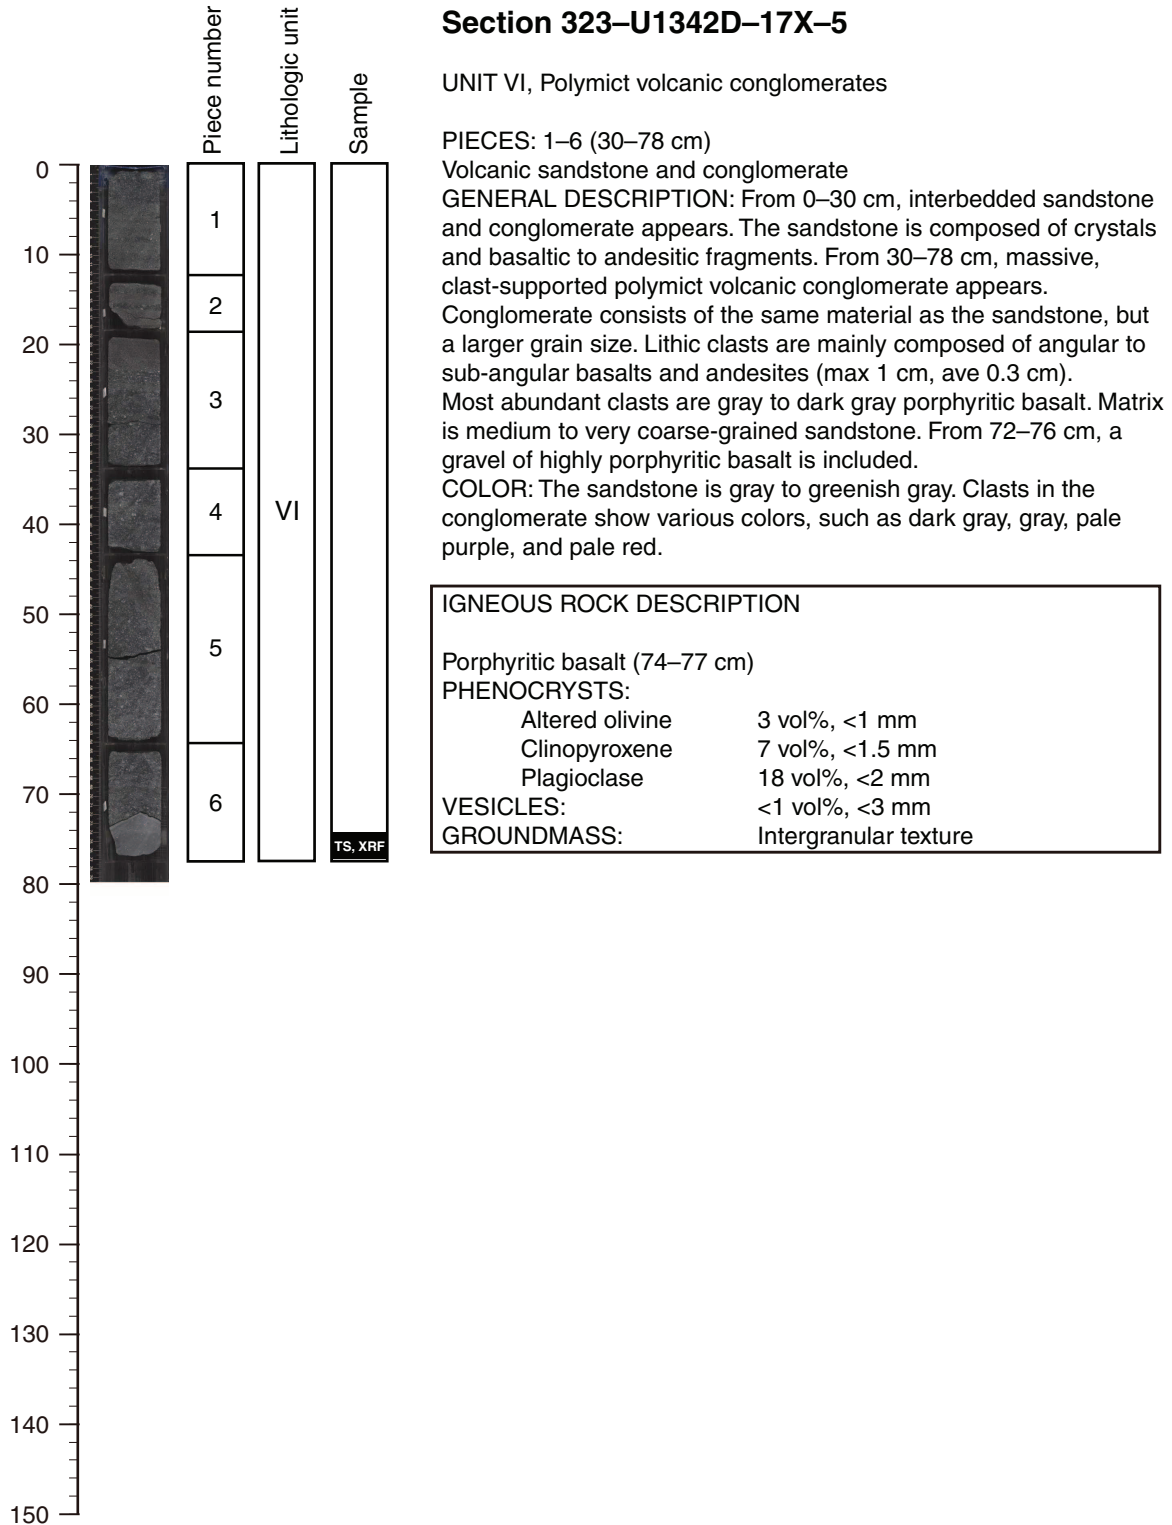 Section 323–U1342D–17X–5
UNIT VI, Polymict volcanic conglomerates
PIECES: 1–6 (30–78 cm)
Volcanic sandstone and conglomerate
GENERAL DESCRIPTION: From 0–30 cm, interbedded sandstone
and conglomerate appears. The sandstone is composed of crystals
and basaltic to andesitic fragments. From 30–78 cm, massive,
clast-supported polymict volcanic conglomerate appears.
Conglomerate consists of the same material as the sandstone, but
a larger grain size. Lithic clasts are mainly composed of angular to
sub-angular basalts and andesites (max 1 cm, ave 0.3 cm).
Most abundant clasts are gray to dark gray porphyritic basalt. Matrix
is medium to very coarse-grained sandstone. From 72–76 cm, a
gravel of highly porphyritic basalt is included.
COLOR: The sandstone is gray to greenish gray. Clasts in the
conglomerate show various colors, such as dark gray, gray, pale
purple, and pale red.
IGNEOUS ROCK DESCRIPTION
Porphyritic basalt (74–77 cm)
PHENOCRYSTS:
Altered olivine 3 vol%, <1 mm
Clinopyroxene 7 vol%, <1.5 mm
Plagioclase 18 vol%, <2 mm
VESICLES: <1 vol%, <3 mm
GROUNDMASS: Intergranular texture
Piece number
Lithologic unit
Sample
0
10
20
30
40
50
60
70
80
90
100
110
120
130
140
150
1
2
3
4
5
6
VI
TS, XRF